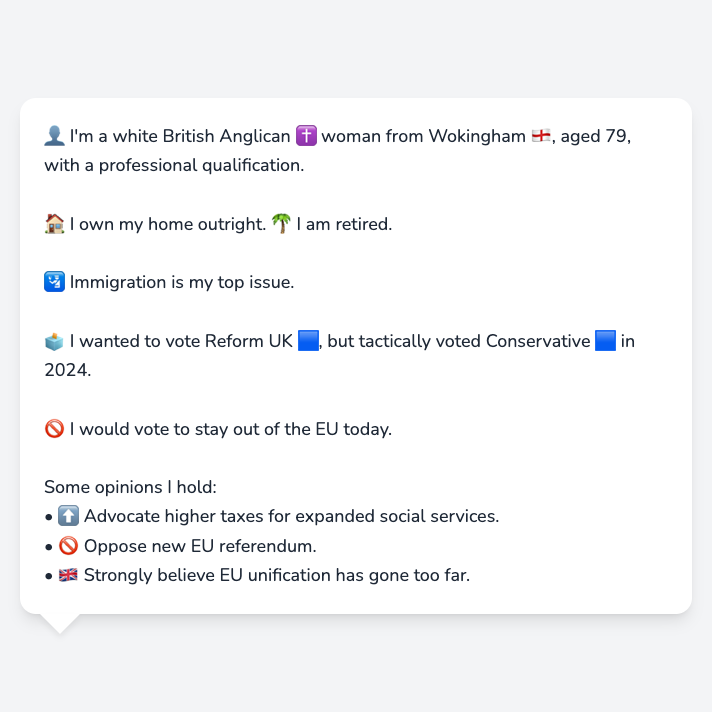 👤 I'm a white British Anglican ✝️ woman from Wokingham 🏴󠁧󠁢󠁥󠁮󠁧󠁿, aged 79,
with a professional qualification.
🏠 I own my home outright. 🌴 I am retired.
🛂 Immigration is my top issue.
🗳️ I wanted to vote Reform UK 🟦, but tactically voted Conservative 🟦 in
2024.
🚫 I would vote to stay out of the EU today.
Some opinions I hold:
• ⬆️ Advocate higher taxes for expanded social services.
• 🚫 Oppose new EU referendum.
• 🇬🇧 Strongly believe EU unification has gone too far.